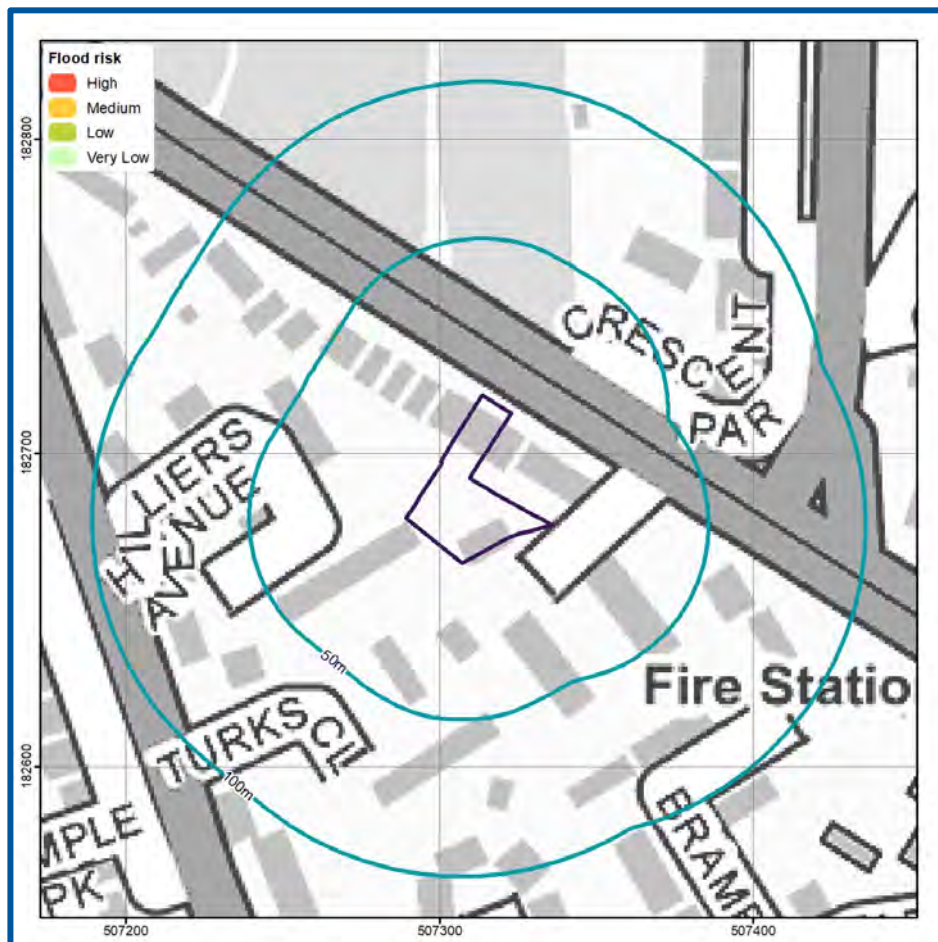 Flood risk
High
Medium
Low
Very Low
182800
182700
182600
CRESCENT
PAR
HILLIERS
AVENUE
50m
Fire Statio
TURKS CL
100m
MPLE
PK
BRAMP
507200
507300
507400